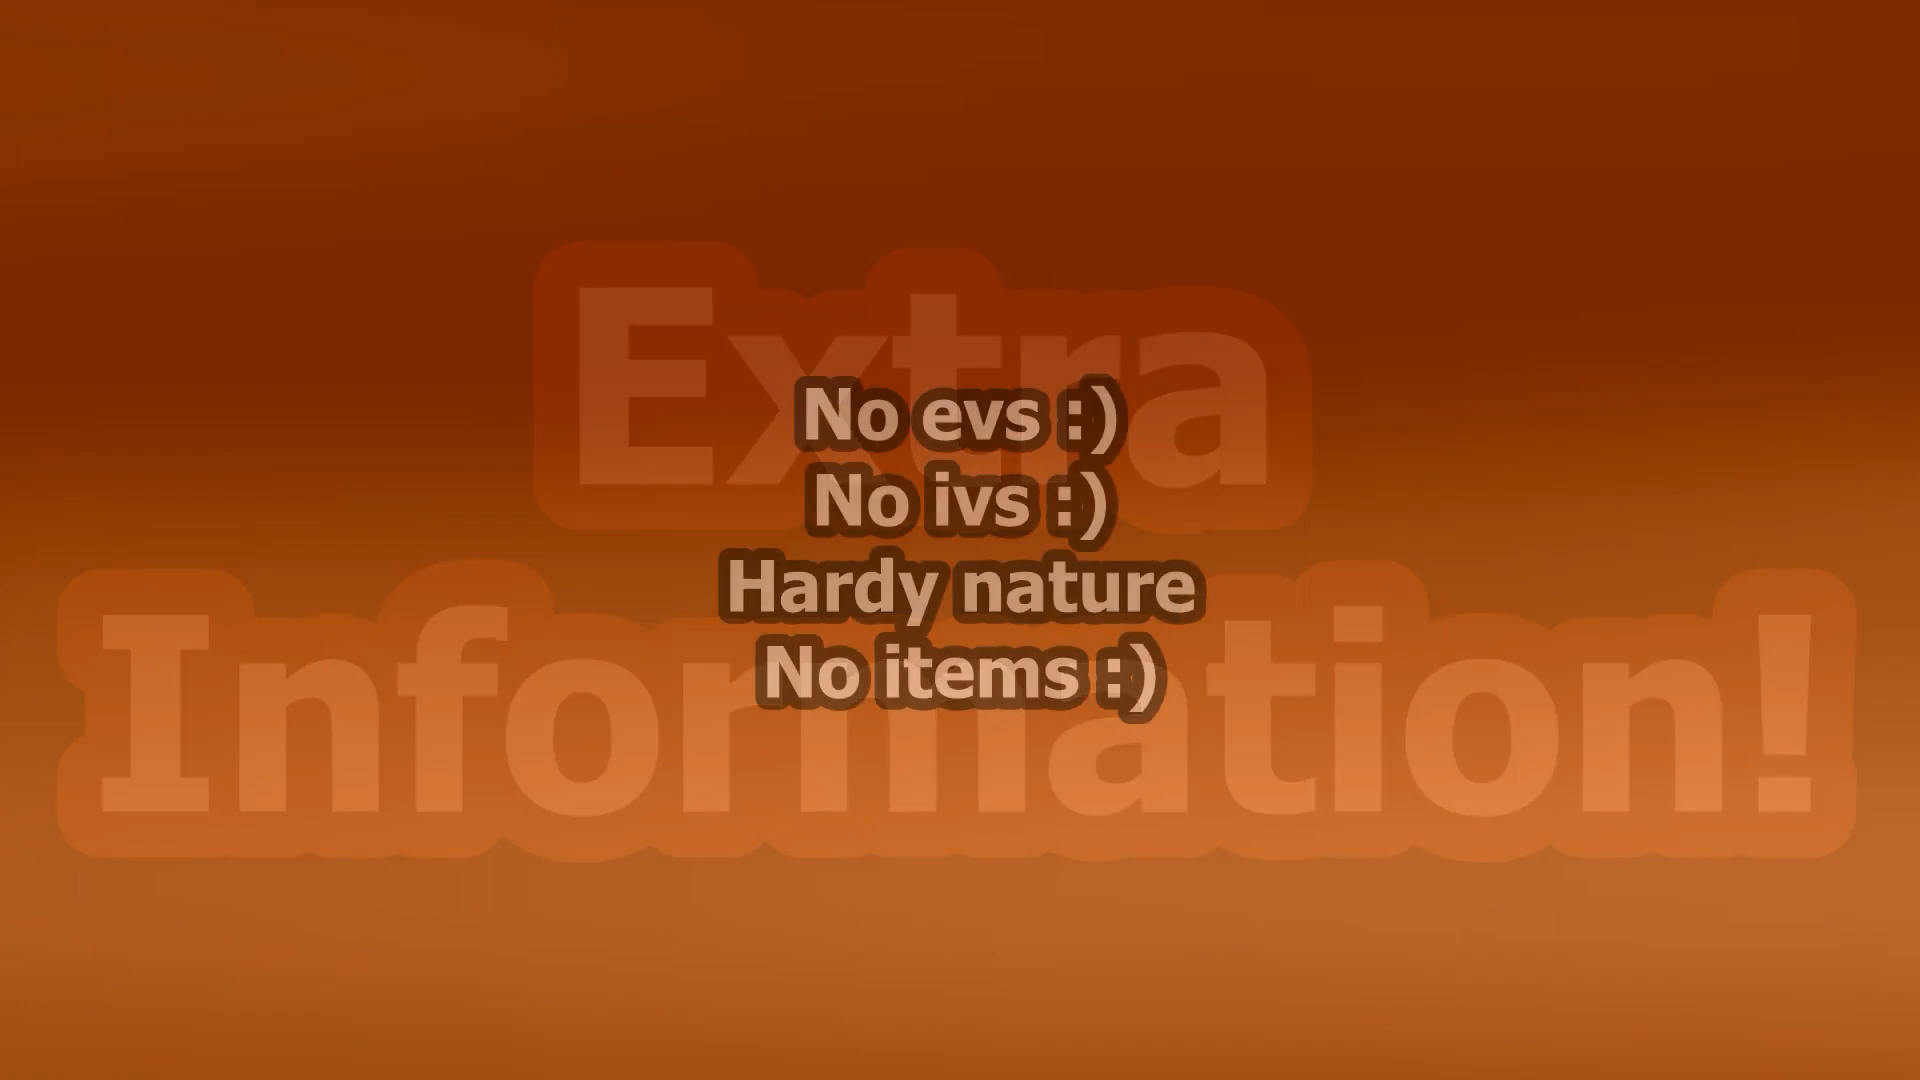 Extra
Information!
No evs :)
No ivs :)
Hardy nature
No items :)